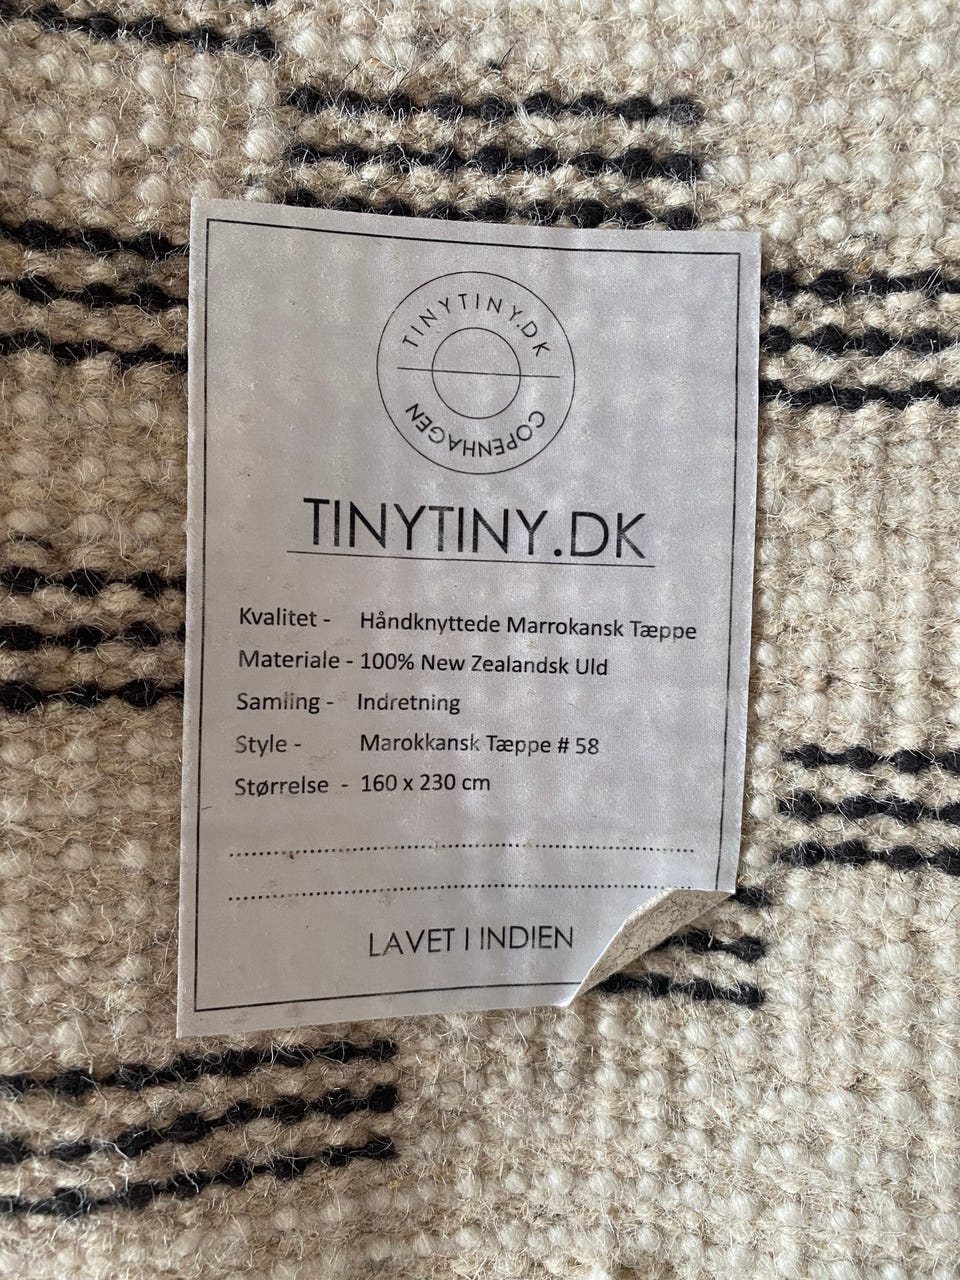 TINYTINY.DK
COPENHAGEN
TINYTINY.DK
Kvalitet - Håndknyttede Marrokansk Tæppe
Materiale - 100% New Zealandsk Uld
Samling - Indretning
Style - Marokkansk Tæppe # 58
Størrelse - 160 x 230 cm
LAVET I INDIEN